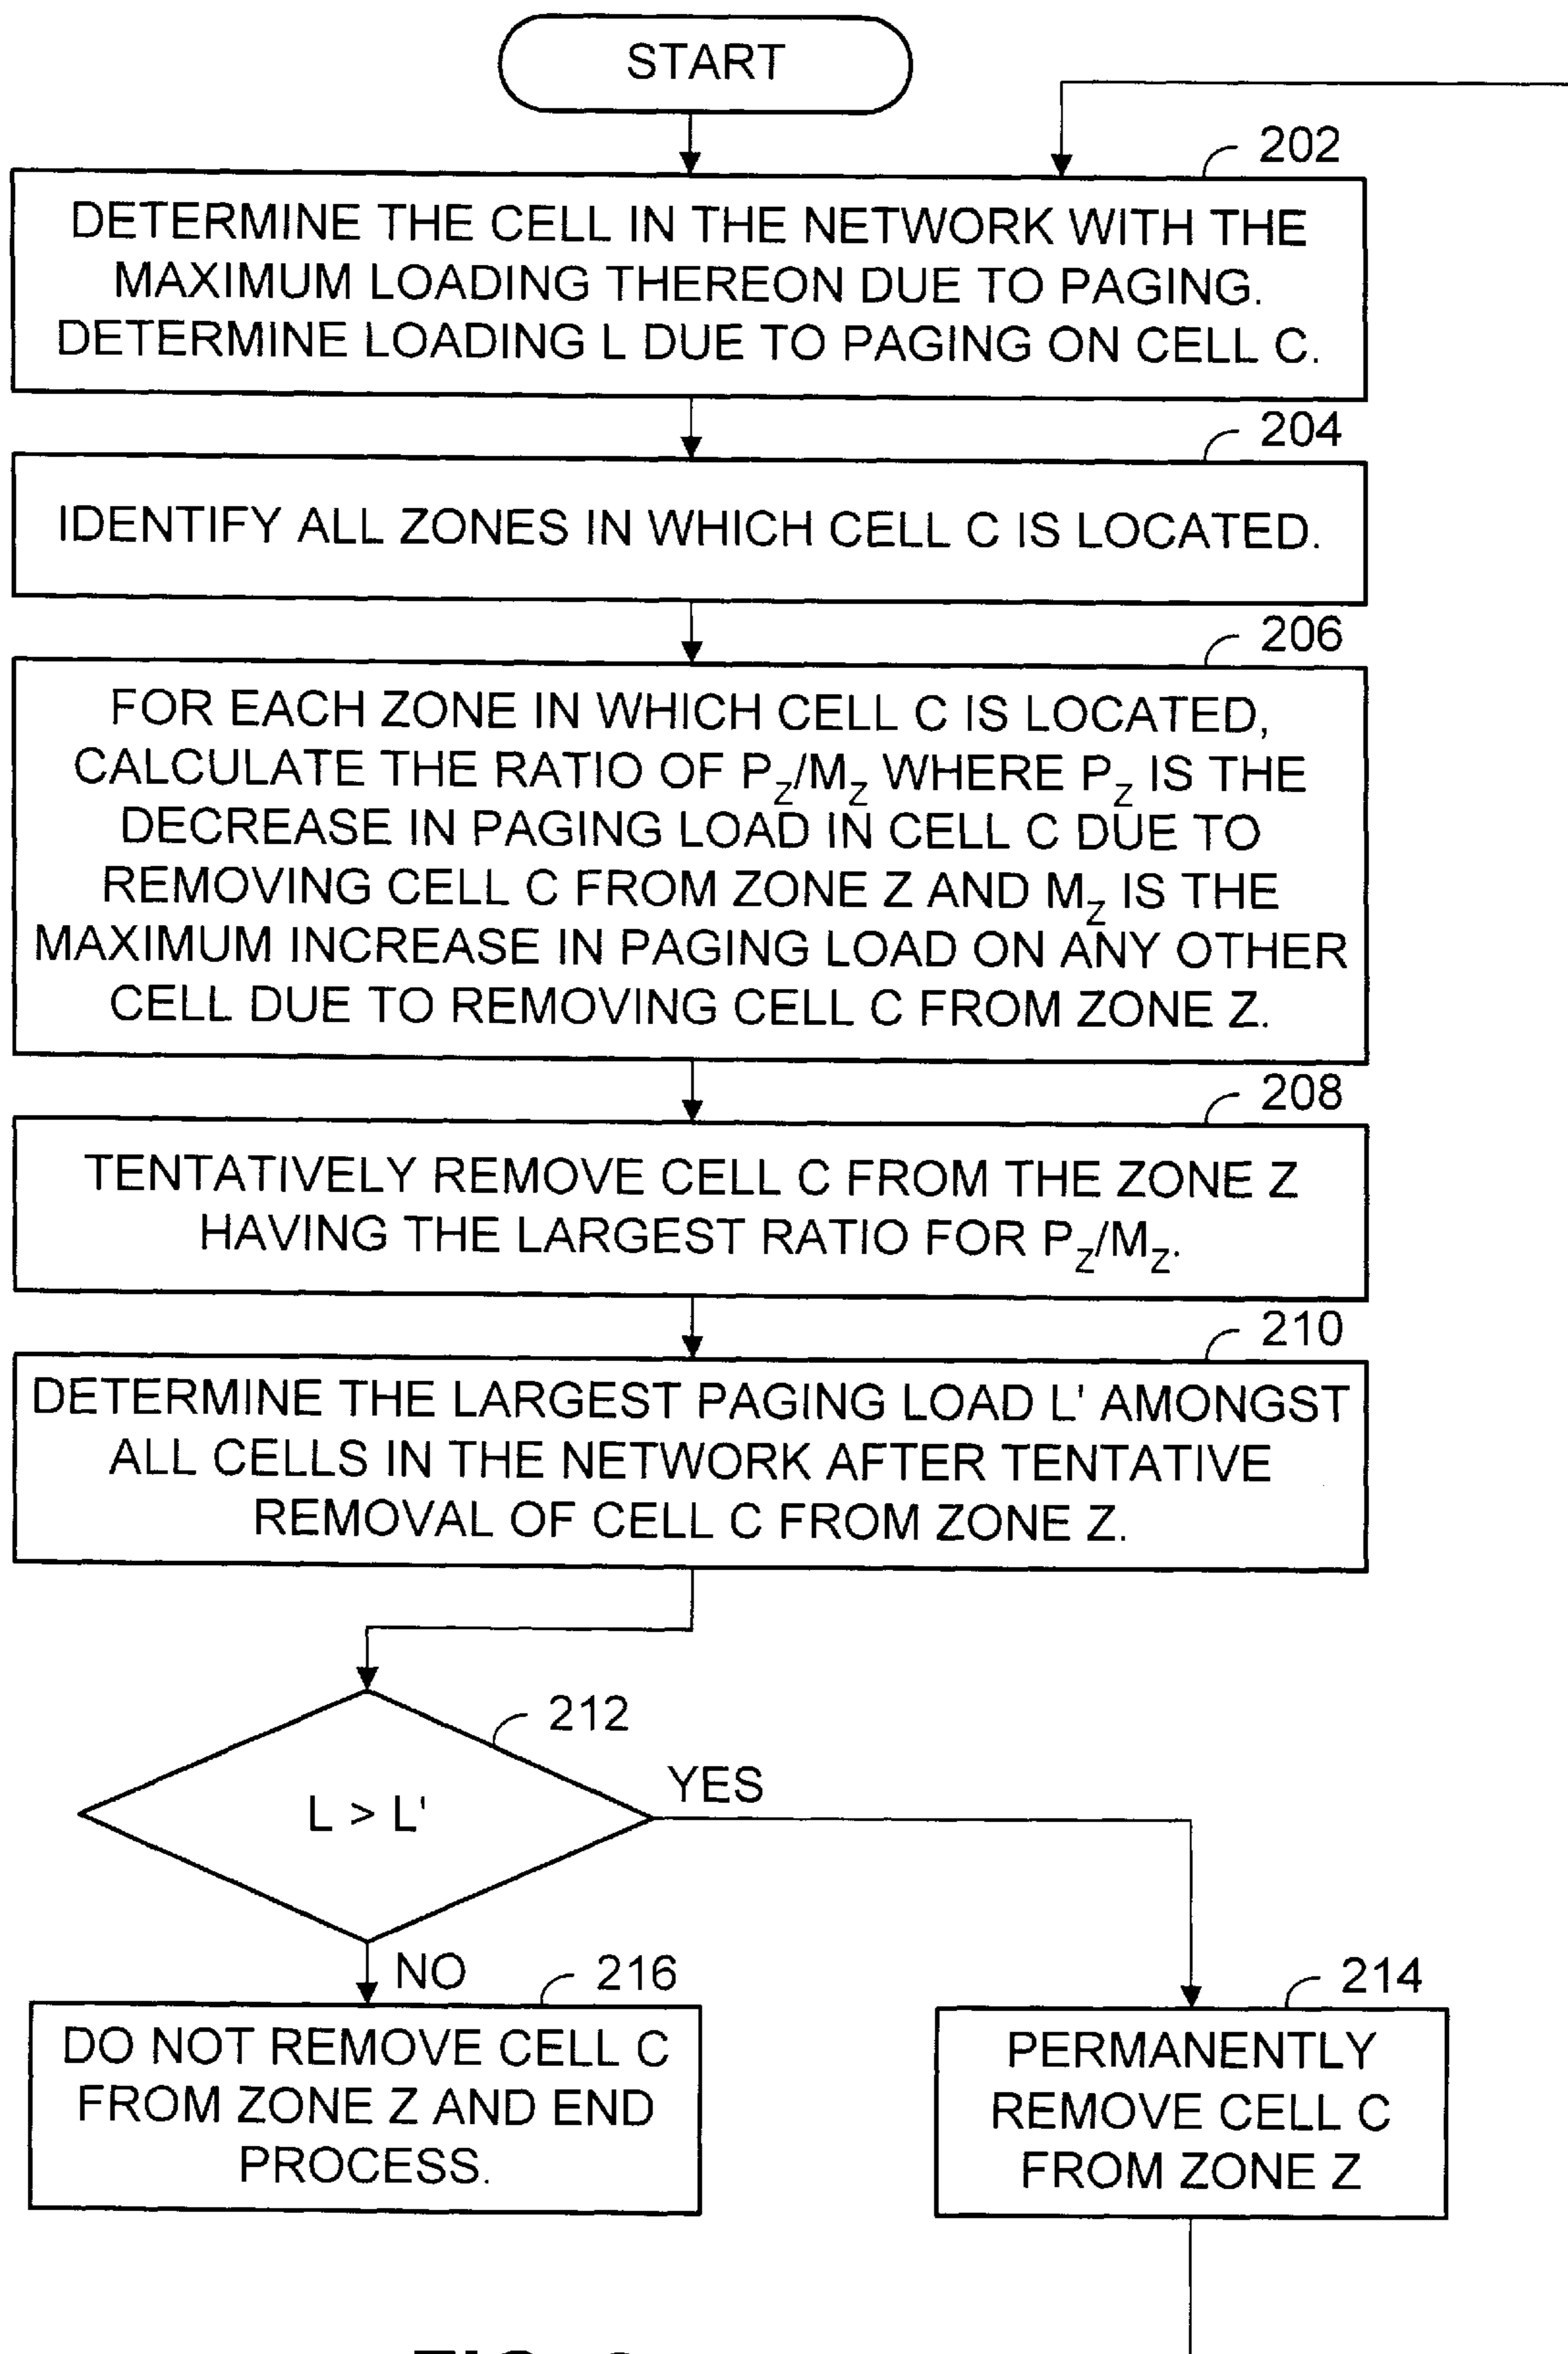 START
202
DETERMINE THE CELL IN THE NETWORK WITH THE
MAXIMUM LOADING THEREON DUE TO PAGING.
DETERMINE LOADING L DUE TO PAGING ON CELL C.
204
IDENTIFY ALL ZONES IN WHICH CELL C IS LOCATED.
206
FOR EACH ZONE IN WHICH CELL C IS LOCATED,
CALCULATE THE RATIO OF PZ/MZ WHERE PZ IS THE
DECREASE IN PAGING LOAD IN CELL C DUE TO
REMOVING CELL C FROM ZONE Z AND MZ IS THE
MAXIMUM INCREASE IN PAGING LOAD ON ANY OTHER
CELL DUE TO REMOVING CELL C FROM ZONE Z.
208
TENTATIVELY REMOVE CELL C FROM THE ZONE Z
HAVING THE LARGEST RATIO FOR PZ/MZ.
210
DETERMINE THE LARGEST PAGING LOAD L' AMONGST
ALL CELLS IN THE NETWORK AFTER TENTATIVE
REMOVAL OF CELL C FROM ZONE Z.
212
YES
L > L'
NO
216
214
DO NOT REMOVE CELL C
FROM ZONE Z AND END
PROCESS.
PERMANENTLY
REMOVE CELL C
FROM ZONE Z